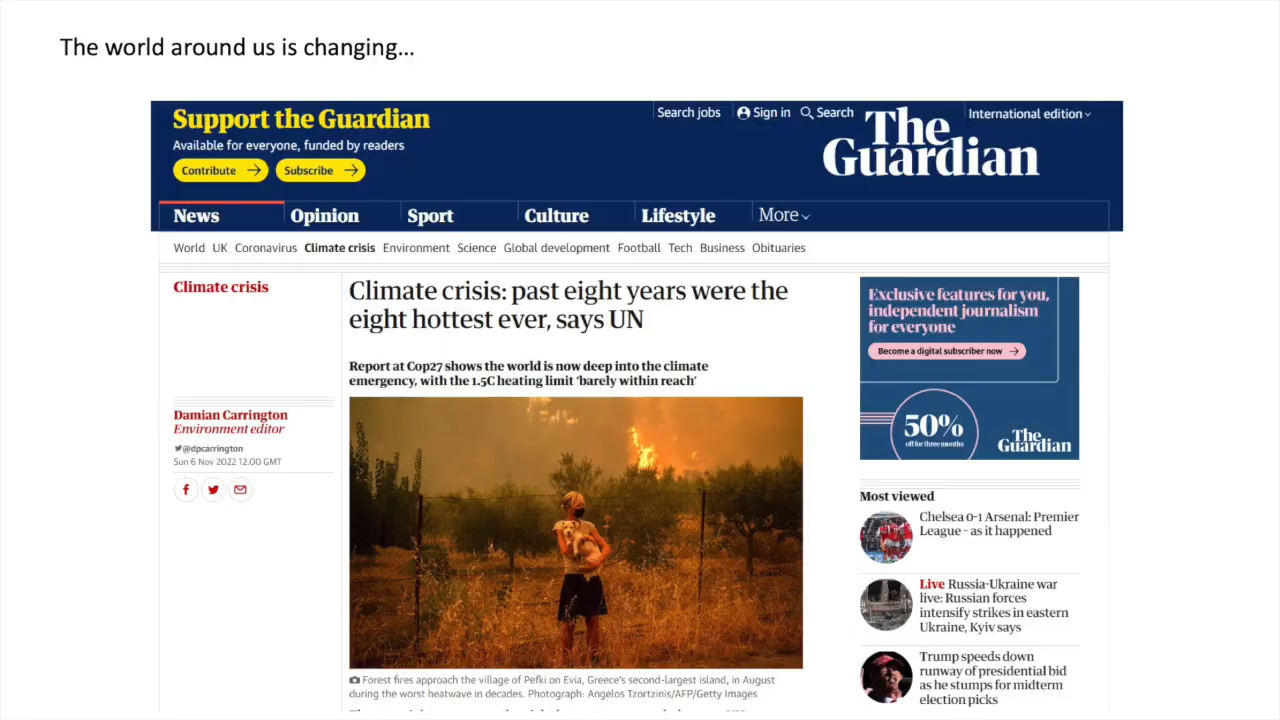 The world around us is changing...
Support the Guardian
Available for everyone, funded by readers
Contribute
Subscribe
Search jobs
Sign in
Search
International edition
The
Guardian
News
Opinion
Sport
Culture
Lifestyle
More
World UK Coronavirus Climate crisis Environment Science Global development Football Tech Business Obituaries
Climate crisis
Climate crisis: past eight years were the
eight hottest ever, says UN
Report at Cop27 shows the world is now deep into the climate
emergency, with the 1.5C heating limit ‘barely within reach’
Damian Carrington
Environment editor
@dpcarrington
Sun 6 Nov 2022 12.00 GMT
Forest fires approach the village of Pefki on Evia, Greece’s second-largest island, in August
during the worst heatwave in decades. Photograph: Angelos Tzortzinis/AFP/Getty Images
Exclusive features for you,
independent journalism
for everyone
Become a digital subscriber now
50%
off for three months
The
Guardian
Most viewed
Chelsea 0-1 Arsenal: Premier
League – as it happened
Live Russia-Ukraine war
live: Russian forces
intensify strikes in eastern
Ukraine, Kyiv says
Trump speeds down
runway of presidential bid
as he stumps for midterm
election picks